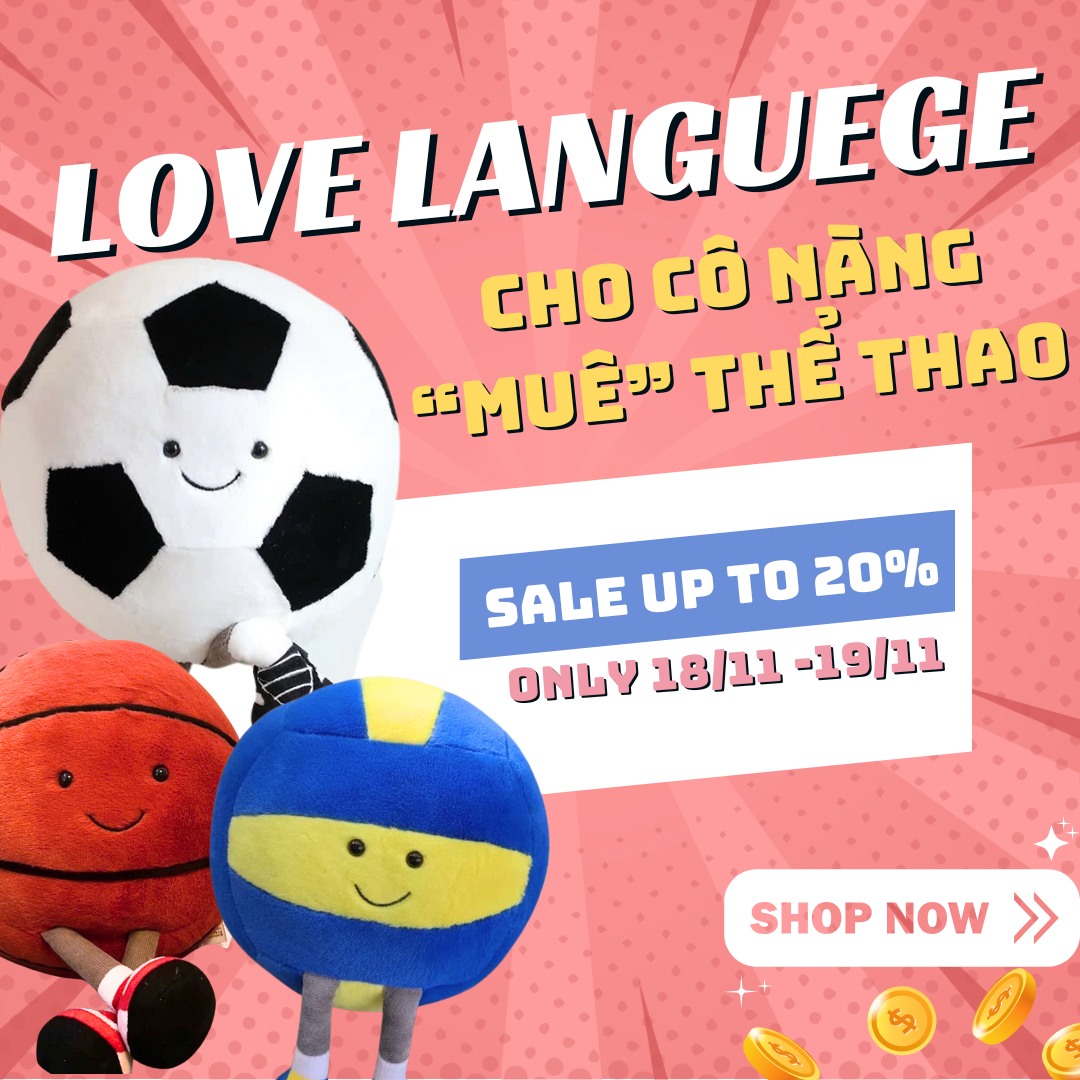 LOVE LANGUEGE
CHO CÔ NÀNG
“MUÊ” THỂ THAO
SALE UP TO 20%
ONLY 18/11 -19/11
SHOP NOW